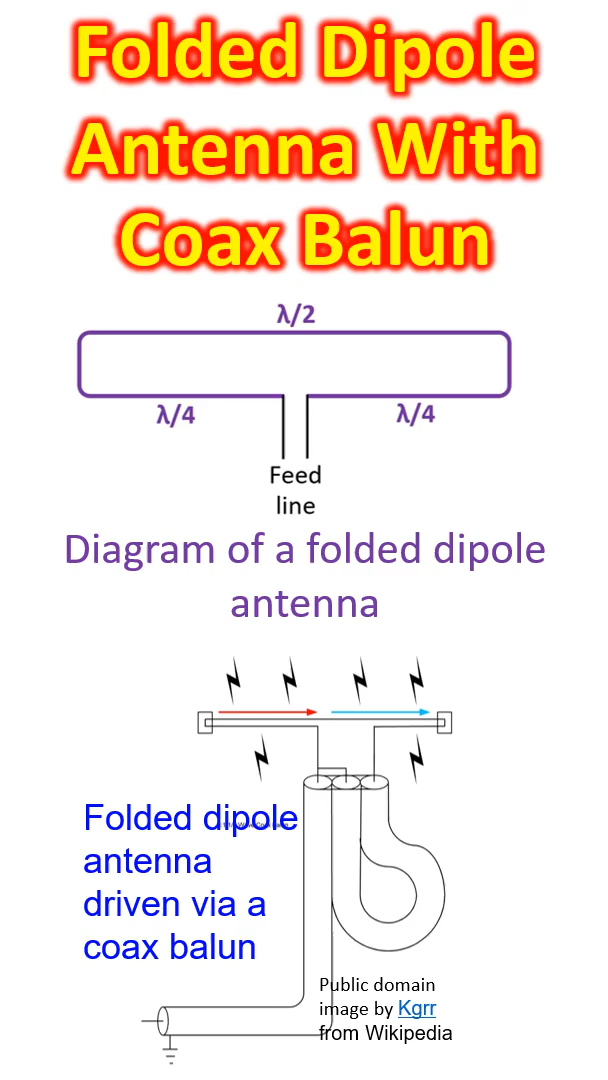 Folded Dipole
Antenna With
Coax Balun
λ/2
λ/4
λ/4
Feed
line
Diagram of a folded dipole
antenna
Folded dipole
antenna
driven via a
coax balun
Public domain
image by Kgrr
from Wikipedia